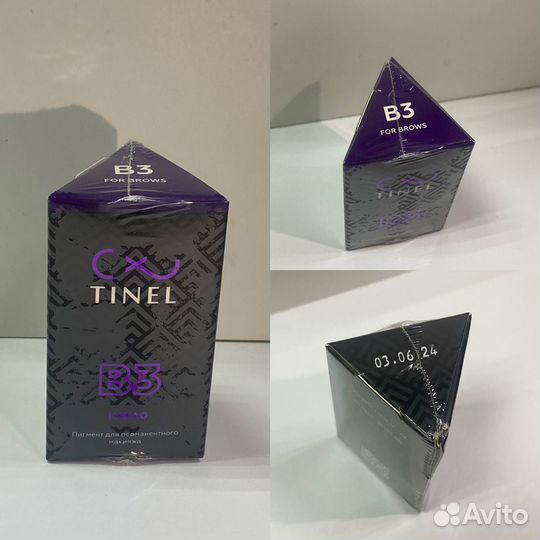 B3
FOR BROWS
TINEL
B3
Пигмент для перманентного
макияжа
B3
FOR BROWS
TINEL
03.06.24
Avito